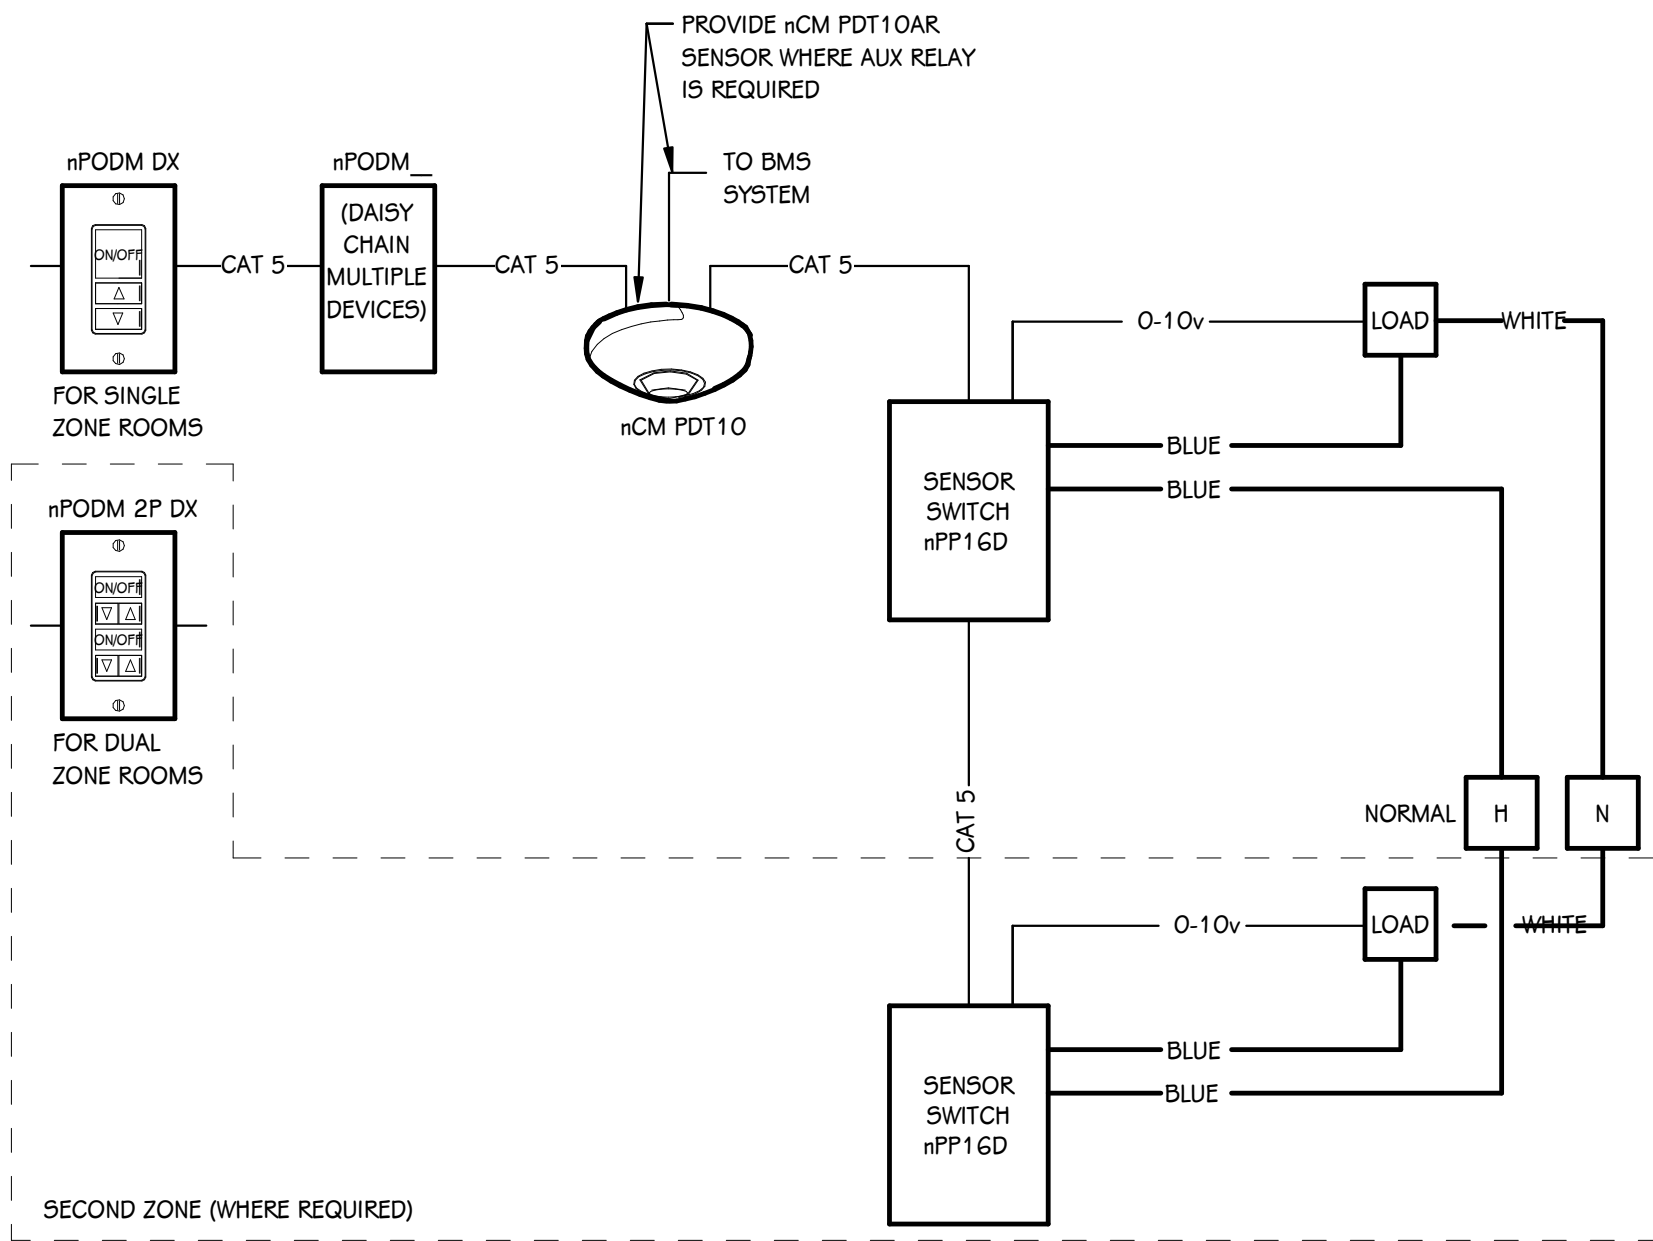 PROVIDE nCM PDT10AR
SENSOR WHERE AUX RELAY
IS REQUIRED
nPODM DX
nPODM__
TO BMS
SYSTEM
(DAISY
CHAIN
MULTIPLE
DEVICES)
ON/OFF
CAT 5
CAT 5
CAT 5
0-10v
LOAD
WHITE
FOR SINGLE
ZONE ROOMS
nCM PDT10
BLUE
BLUE
SENSOR
SWITCH
nPP16D
nPODM 2P DX
ON/OFF
ON/OFF
FOR DUAL
ZONE ROOMS
CAT 5
NORMAL
H
N
0-10v
LOAD
WHITE
BLUE
BLUE
SENSOR
SWITCH
nPP16D
SECOND ZONE (WHERE REQUIRED)